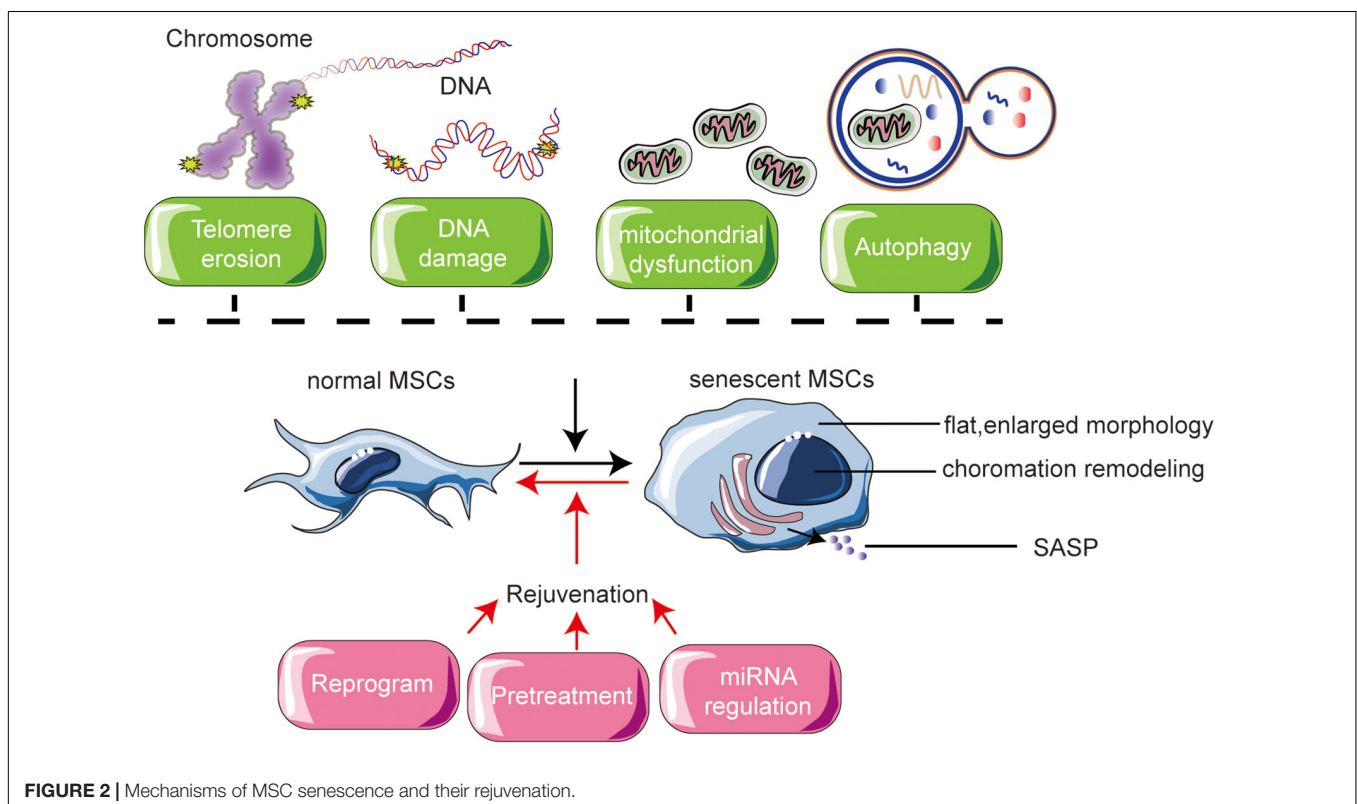 Chromosome
DNA
Telomere
erosion
DNA
damage
mitochondrial
dysfunction
Autophagy
normal MSCs
senescent MSCs
flat,enlarged morphology
choromation remodeling
SASP
Rejuvenation
Reprogram
Pretreatment
miRNA
regulation
FIGURE 2 | Mechanisms of MSC senescence and their rejuvenation.